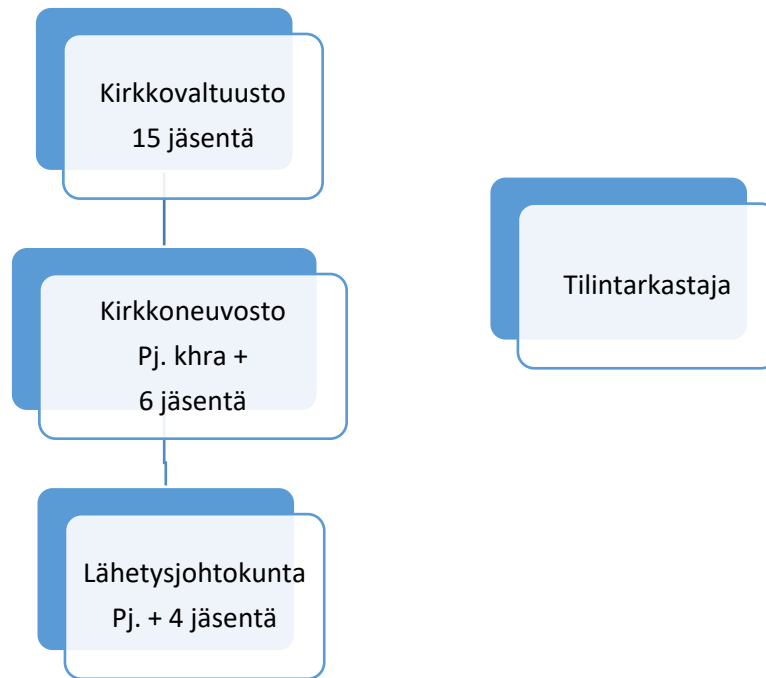 Kirkkovaltuusto
15 jäsentä
Kirkkoneuvosto
Pj. khra +
6 jäsentä
Lähetysjohtokunta
Pj. + 4 jäsentä
Tilintarkastaja